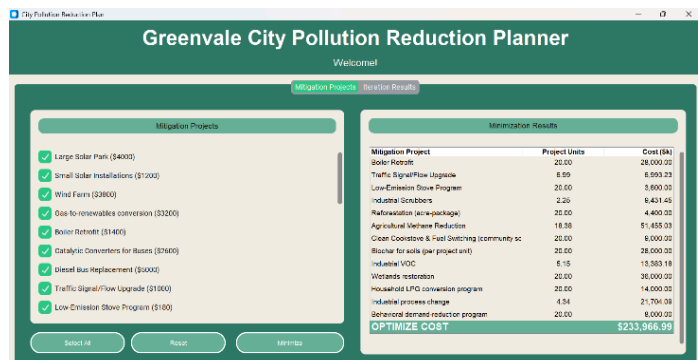 City Pollution Reduction Plan
Greenvale City Pollution Reduction Planner
Welcome!
Mitigation Projects Iteration Results
Mitigation Projects
Large Solar Park ($4000)
Small Solar Installations ($1200)
Wind Farm ($3800)
Gas-to-renewables conversion ($3200)
Boiler Retrofit ($1400)
Catalytic Converters for Buses ($2600)
Diesel Bus Replacement ($5000)
Traffic Signal/Flow Upgrade ($1000)
Low-Emission Stove Program ($180)
Select All Reset Minimize
Minimization Results
Mitigation Project Project Units Cost ($k)
Boiler Retrofit 20.00 28,000.00
Traffic Signal/Flow Upgrade 6.99 6,993.23
Low-Emission Stove Program 20.00 3,600.00
Industrial Scrubbers 2.25 9,431.45
Reforestation (acre-package) 20.00 4,400.00
Agricultural Methane Reduction 18.38 51,455.03
Clean Cookstove & Fuel Switching (community sc 20.00 9,000.00
Biochar for soils (per project unit) 20.00 28,000.00
Industrial VOC 5.15 13,383.18
Wetlands restoration 20.00 36,000.00
Household LPG conversion program 20.00 14,000.00
Industrial process change 4.34 21,704.09
Behavioral demand-reduction program 20.00 8,000.00
OPTIMIZE COST $233,966.99